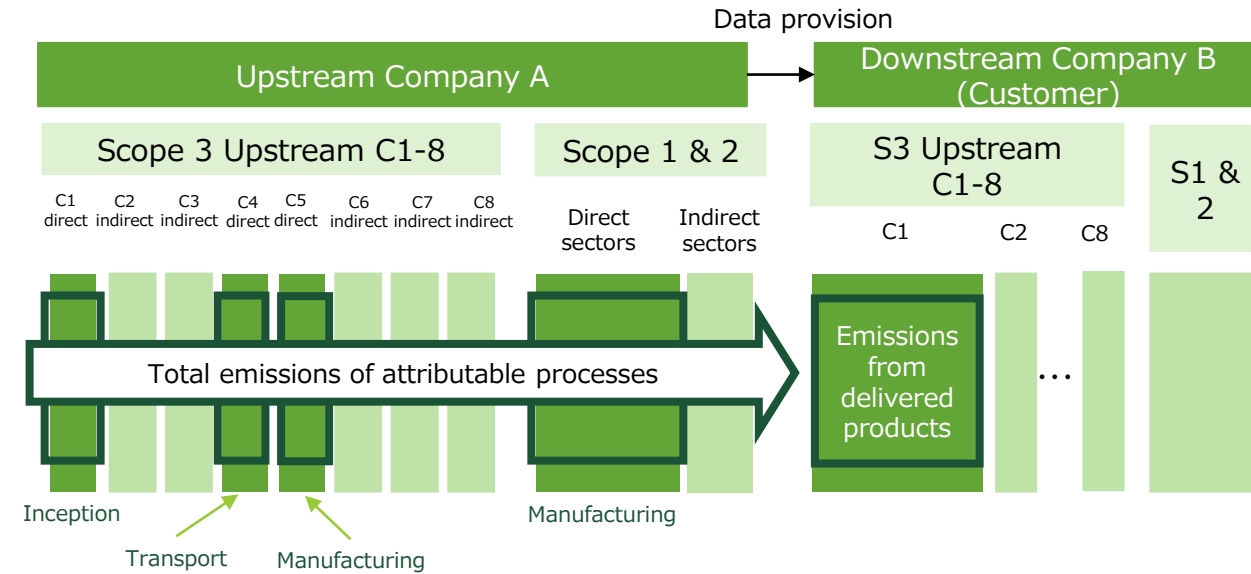 Data provision
Upstream Company A
Downstream Company B
(Customer)
Scope 3 Upstream C1-8
Scope 1 & 2
S3 Upstream
C1-8
S1 &
2
C1
direct
C2
indirect
C3
indirect
C4
direct
C5
direct
C6
indirect
C7
indirect
C8
indirect
Direct
sectors
Indirect
sectors
C1
C2
C8
Total emissions of attributable processes
Emissions
from
delivered
products
...
Inception
Transport
Manufacturing
Manufacturing